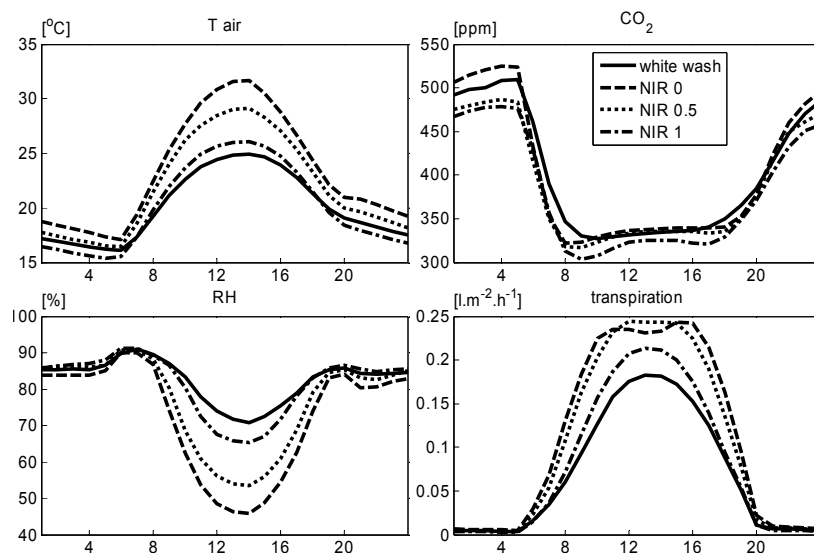 T air
CO2
[oC]
[ppm]
35
30
25
20
15
4 8 12 16 20
550
500
450
400
350
300
4 8 12 16 20
white wash
NIR 0
NIR 0.5
NIR 1
RH
transpiration
[%]
[l.m-2.h-1]
100
90
80
70
60
50
40
4 8 12 16 20
0.25
0.2
0.15
0.1
0.05
0
4 8 12 16 20